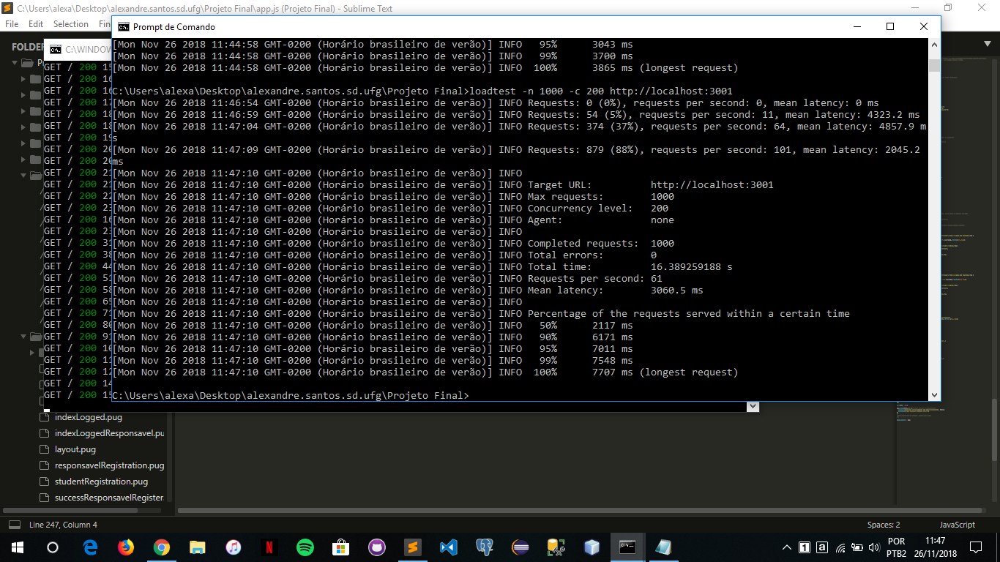 C:\Users\alexa\Desktop\alexandre.santos.sd.ufg\Projeto Final\app.js (Projeto Final) - Sublime Text
File Edit Selection
Prompt de Comando
FOLDER
C:\WINDOW
[Mon Nov 26 2018 11:44:58 GMT-0200 (Horário brasileiro de verão)] INFO 95% 3043 ms
[Mon Nov 26 2018 11:44:58 GMT-0200 (Horário brasileiro de verão)] INFO 99% 3700 ms
[Mon Nov 26 2018 11:44:58 GMT-0200 (Horário brasileiro de verão)] INFO 100% 3865 ms (longest request)
C:\Users\alexa\Desktop\alexandre.santos.sd.ufg\Projeto Final>loadtest -n 1000 -c 200 http://localhost:3001
[Mon Nov 26 2018 11:46:54 GMT-0200 (Horário brasileiro de verão)] INFO Requests: 0 (0%), requests per second: 0, mean latency: 0 ms
[Mon Nov 26 2018 11:46:59 GMT-0200 (Horário brasileiro de verão)] INFO Requests: 54 (5%), requests per second: 11, mean latency: 4323.2 ms
[Mon Nov 26 2018 11:47:04 GMT-0200 (Horário brasileiro de verão)] INFO Requests: 374 (37%), requests per second: 64, mean latency: 4857.9 m
s
[Mon Nov 26 2018 11:47:09 GMT-0200 (Horário brasileiro de verão)] INFO Requests: 879 (88%), requests per second: 101, mean latency: 2045.2
ms
[Mon Nov 26 2018 11:47:10 GMT-0200 (Horário brasileiro de verão)] INFO
[Mon Nov 26 2018 11:47:10 GMT-0200 (Horário brasileiro de verão)] INFO Target URL: http://localhost:3001
[Mon Nov 26 2018 11:47:10 GMT-0200 (Horário brasileiro de verão)] INFO Max requests: 1000
[Mon Nov 26 2018 11:47:10 GMT-0200 (Horário brasileiro de verão)] INFO Concurrency level: 200
[Mon Nov 26 2018 11:47:10 GMT-0200 (Horário brasileiro de verão)] INFO Agent: none
[Mon Nov 26 2018 11:47:10 GMT-0200 (Horário brasileiro de verão)] INFO
[Mon Nov 26 2018 11:47:10 GMT-0200 (Horário brasileiro de verão)] INFO Completed requests: 1000
[Mon Nov 26 2018 11:47:10 GMT-0200 (Horário brasileiro de verão)] INFO Total errors: 0
[Mon Nov 26 2018 11:47:10 GMT-0200 (Horário brasileiro de verão)] INFO Total time: 16.389259188 s
[Mon Nov 26 2018 11:47:10 GMT-0200 (Horário brasileiro de verão)] INFO Requests per second: 61
[Mon Nov 26 2018 11:47:10 GMT-0200 (Horário brasileiro de verão)] INFO Mean latency: 3060.5 ms
[Mon Nov 26 2018 11:47:10 GMT-0200 (Horário brasileiro de verão)] INFO
[Mon Nov 26 2018 11:47:10 GMT-0200 (Horário brasileiro de verão)] INFO Percentage of the requests served within a certain time
[Mon Nov 26 2018 11:47:10 GMT-0200 (Horário brasileiro de verão)] INFO 50% 2117 ms
[Mon Nov 26 2018 11:47:10 GMT-0200 (Horário brasileiro de verão)] INFO 90% 6171 ms
[Mon Nov 26 2018 11:47:10 GMT-0200 (Horário brasileiro de verão)] INFO 95% 7011 ms
[Mon Nov 26 2018 11:47:10 GMT-0200 (Horário brasileiro de verão)] INFO 99% 7548 ms
[Mon Nov 26 2018 11:47:10 GMT-0200 (Horário brasileiro de verão)] INFO 100% 7707 ms (longest request)
C:\Users\alexa\Desktop\alexandre.santos.sd.ufg\Projeto Final>
GET / 200 15
GET / 200 16
GET / 200 16
GET / 200 17
GET / 200 18
GET / 200 18
GET / 200 19
GET / 200 20
GET / 200 20
GET / 200 21
GET / 200 21
GET / 200 22
GET / 200 23
GET / 200 16
GET / 200 23
GET / 200 31
GET / 200 38
GET / 200 44
GET / 200 51
GET / 200 58
GET / 200 65
GET / 200 71
GET / 200 80
GET / 200 91
GET / 200 10
GET / 200 11
GET / 200 12
GET / 200 14
GET / 200 15
indexLogged.pug
indexLoggedResponsavel.pu
layout.pug
responsavelRegistration.pug
studentRegistration.pug
successResponsavelRegister
Line 247, Column 4
Spaces: 2
JavaScript
POR
PTB2
11:47
26/11/2018